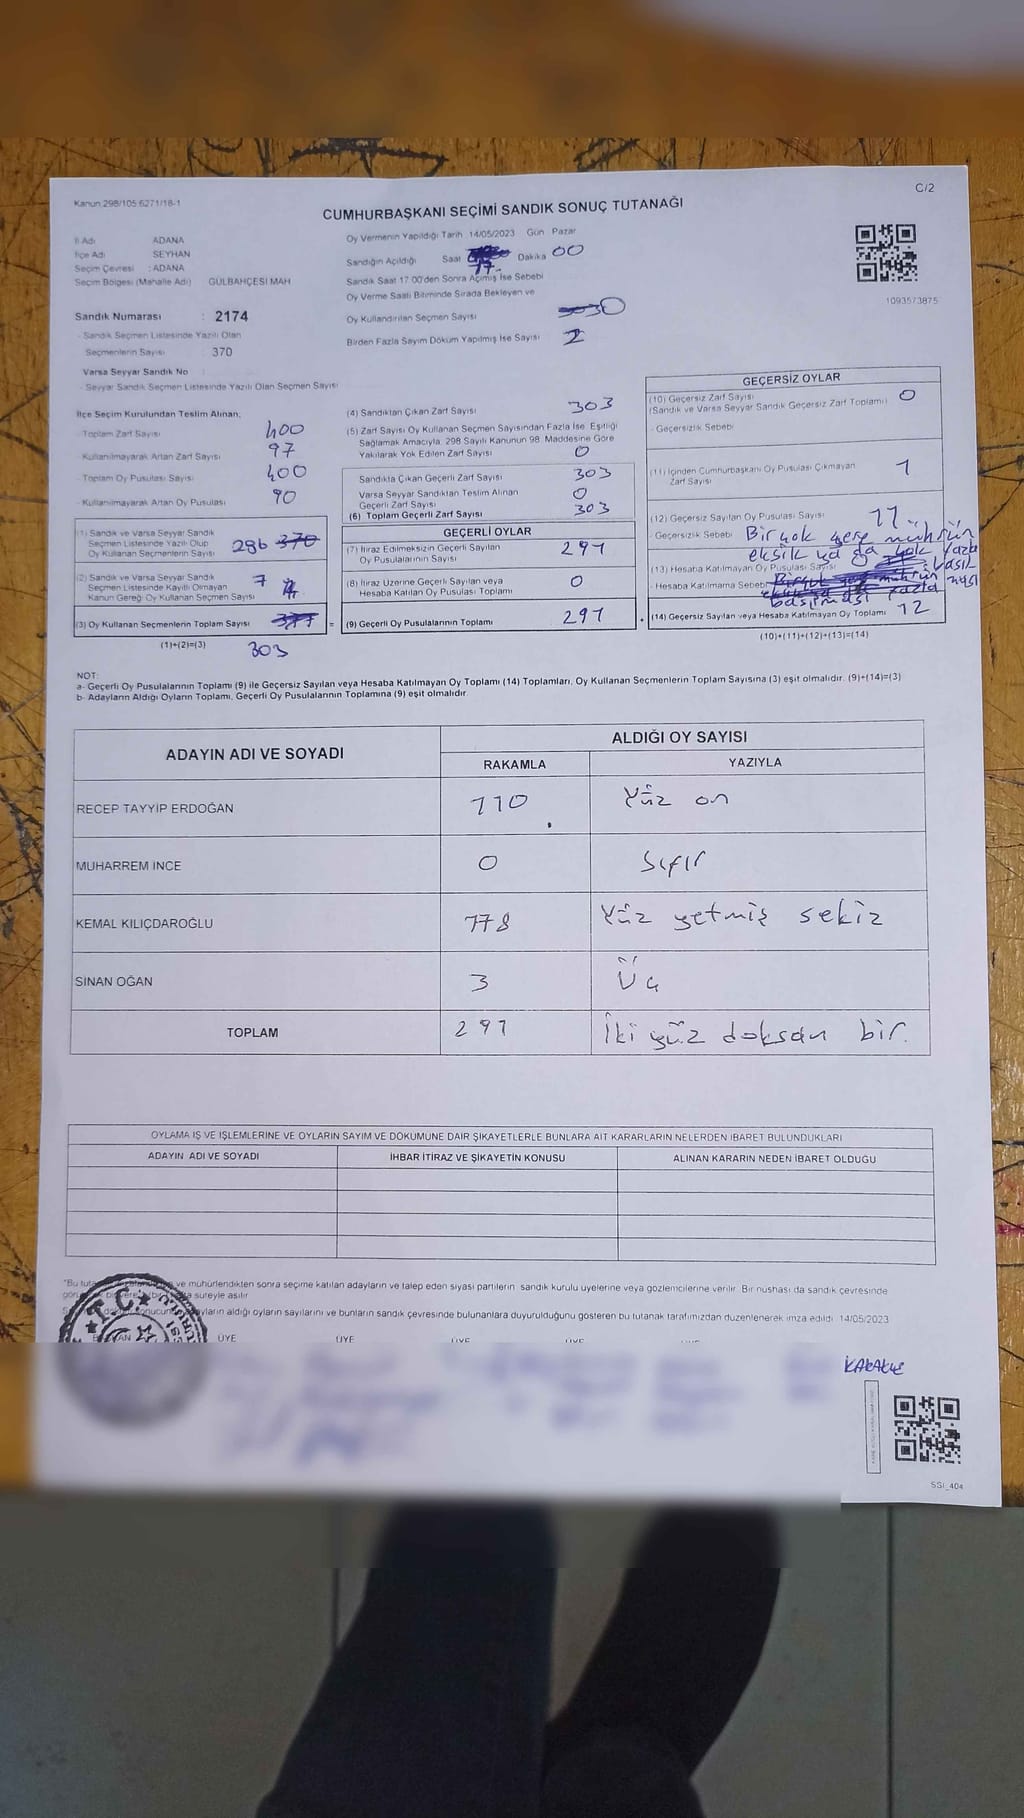 Kanun 298/105 6271/18-1
C/2
CUMHURBAŞKANI SEÇİMİ SANDIK SONUÇ TUTANAĞI
İl Adı ADANA
İlçe Adı SEYHAN
Seçim Çevresi : ADANA
Seçim Bölgesi (Mahalle Adı) GÜLBAHÇESİ MAH
Sandık Numarası : 2174
- Sandık Seçmen Listesinde Yazılı Olan
Seçmenlerin Sayısı : 370
Varsa Seyyar Sandık No
- Seyyar Sandık Seçmen Listesinde Yazılı Olan Seçmen Sayısı
Oy Vermenin Yapıldığı Tarih 14/05/2023 Gün Pazar
Sandığın Açıldığı Saat 17 Dakika 00
Sandık Saat 17 00'den Sonra Açımış İse Sebebi
Oy Verme Saati Bitiminde Sırada Bekleyen ve
Oy Kullandırılan Seçmen Sayısı 0
Birden Fazla Sayım Döküm Yapılmış İse Sayısı 2
1093573875
İlçe Seçim Kurulundan Teslim Alınan;
- Toplam Zarf Sayısı 400
- Kullanılmayarak Artan Zarf Sayısı 97
- Toplam Oy Pusulası Sayısı 400
- Kullanılmayarak Artan Oy Pusulası 90
(1) Sandık ve Varsa Seyyar Sandık
Seçmen Listesinde Yazılı Olup
Oy Kullanan Seçmenlerin Sayısı 296 370
(2) Sandık ve Varsa Seyyar Sandık
Seçmen Listesinde Kayıtlı Olmayan
Kanun Gereği Oy Kullanan Seçmen Sayısı 7
(3) Oy Kullanan Seçmenlerin Toplam Sayısı 377 =
(1)+(2)=(3) 303
(4) Sandıktan Çıkan Zarf Sayısı 303
(5) Zarf Sayısı Oy Kullanan Seçmen Sayısından Fazla İse, Eşitliği
Sağlamak Amacıyla, 298 Sayılı Kanunun 98. Maddesine Göre
Yakılarak Yok Edilen Zarf Sayısı 0
Sandıkta Çıkan Geçerli Zarf Sayısı 303
Varsa Seyyar Sandıktan Teslim Alınan
Geçerli Zarf Sayısı 0
(6) Toplam Geçerli Zarf Sayısı 303
GEÇERLİ OYLAR
(7) İtiraz Edilmeksizin Geçerli Sayılan
Oy Pusulalarının Sayısı 291
(8) İtiraz Üzerine Geçerli Sayılan veya
Hesaba Katılan Oy Pusulası Toplamı 0
(9) Geçerli Oy Pusulalarının Toplamı 291 +
GEÇERSİZ OYLAR
(10) Geçersiz Zarf Sayısı
(Sandık ve Varsa Seyyar Sandık Geçersiz Zarf Toplamı) 0
- Geçersizlik Sebebi
(11) İçinden Cumhurbaşkanı Oy Pusulası Çıkmayan
Zarf Sayısı 1
(12) Geçersiz Sayılan Oy Pusulası Sayısı 11
- Geçersizlik Sebebi Birçok yere mührün
eksik ya da çok fazla
(13) Hesaba Katılmayan Oy Pusulası Sayısı 0 basıl
- Hesaba Katılmama Sebebi Birçok yere mührün ması
basılması fazla
(14) Geçersiz Sayılan veya Hesaba Katılmayan Oy Toplamı 12
(10)+(11)+(12)+(13)=(14)
NOT:
a- Geçerli Oy Pusulalarının Toplamı (9) ile Geçersiz Sayılan veya Hesaba Katılmayan Oy Toplamı (14) Toplamları, Oy Kullanan Seçmenlerin Toplam Sayısına (3) eşit olmalıdır. (9)+(14)=(3)
b- Adayların Aldığı Oyların Toplamı, Geçerli Oy Pusulalarının Toplamına (9) eşit olmalıdır.
ADAYIN ADI VE SOYADI
ALDIĞI OY SAYISI
RAKAMLA YAZIYLA
RECEP TAYYİP ERDOĞAN 110 Yüz on
MUHARREM İNCE 0 Sıfır
KEMAL KILIÇDAROĞLU 178 Yüz yetmiş sekiz
SİNAN OĞAN 3 Üç
TOPLAM 291 İki yüz doksan bir.
OYLAMA İŞ VE İŞLEMLERİNE VE OYLARIN SAYIM VE DÖKÜMÜNE DAİR ŞİKAYETLERLE BUNLARA AİT KARARLARIN NELERDEN İBARET BULUNDUKLARI
ADAYIN ADI VE SOYADI İHBAR İTİRAZ VE ŞİKAYETİN KONUSU ALINAN KARARIN NEDEN İBARET OLDUĞU
ve mühürlendikten sonra seçime katılan adayların ve talep eden siyasi partilerin sandık kurulu üyelerine veya gözlemcilerine verilir. Bir nüshası da sandık çevresinde
süreyle asılır
aldığı oyların sayılarını ve bunların sandık çevresinde bulunanlara duyurulduğunu gösteren bu tutanak tarafımızdan düzenlenerek imza edildi. 14/05/2023
T.C.
ÜYE ÜYE ÜYE ÜYE
SSI_404